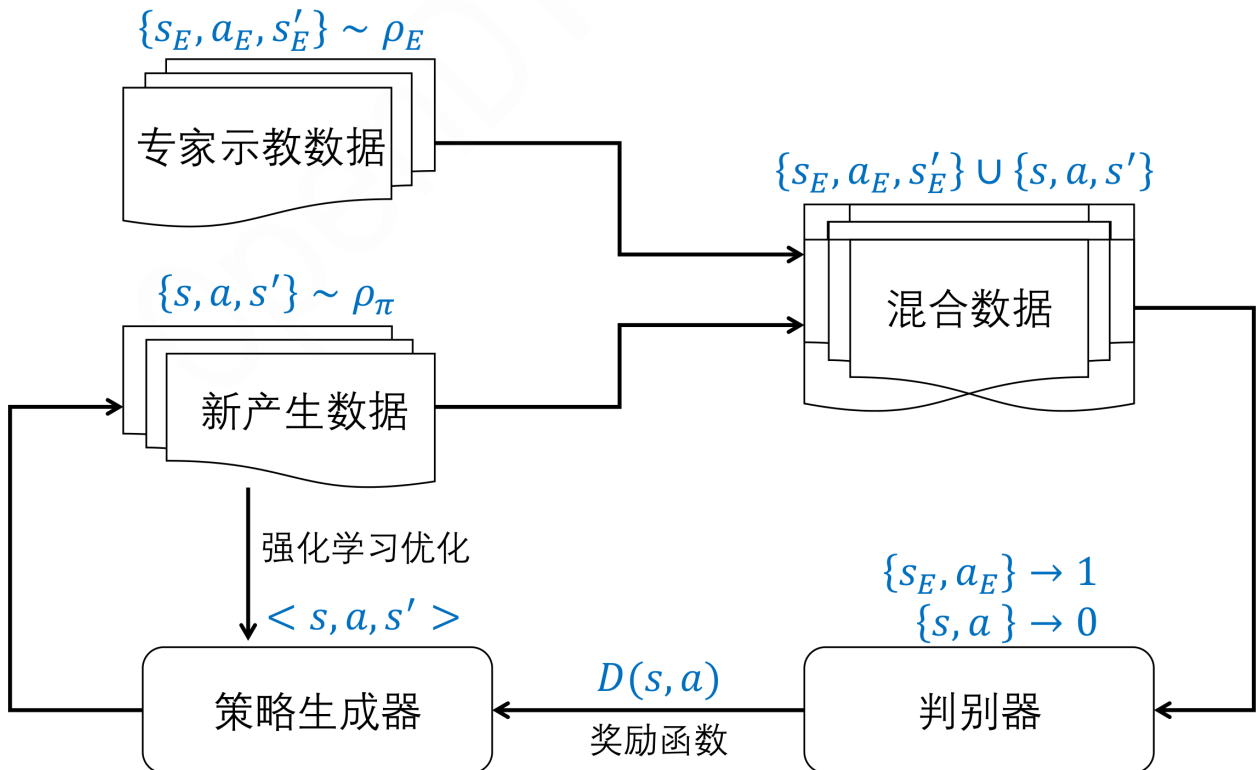 {s_E, a_E, s'_E} ∼ ρ_E
专家示教数据
{s_E, a_E, s'_E} ∪ {s, a, s'}
{s, a, s'} ∼ ρ_π
混合数据
新产生数据
强化学习优化
{s_E, a_E} → 1
< s, a, s' >
{s, a } → 0
策略生成器
D(s, a)
奖励函数
判别器